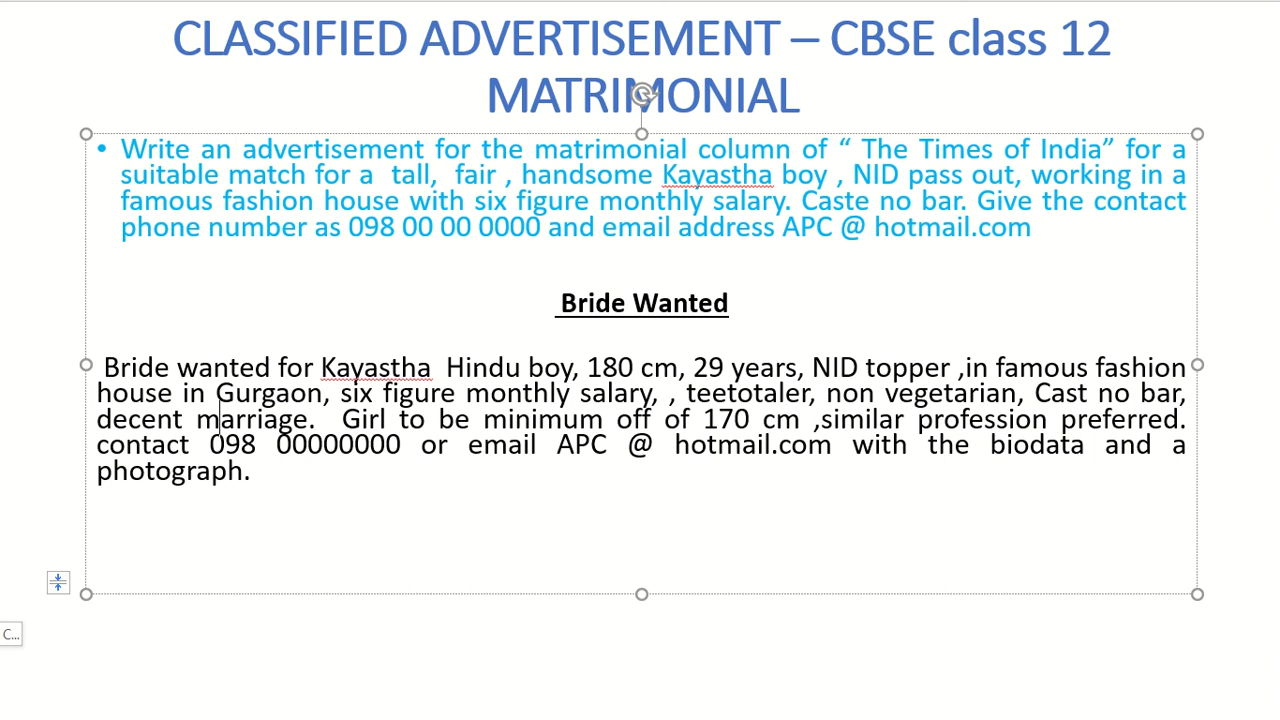 CLASSIFIED ADVERTISEMENT – CBSE class 12
MATRIMONIAL
• Write an advertisement for the matrimonial column of “ The Times of India” for a
suitable match for a tall, fair , handsome Kayastha boy , NID pass out, working in a
famous fashion house with six figure monthly salary. Caste no bar. Give the contact
phone number as 098 00 00 0000 and email address APC @ hotmail.com
Bride Wanted
Bride wanted for Kayastha Hindu boy, 180 cm, 29 years, NID topper ,in famous fashion
house in Gurgaon, six figure monthly salary, , teetotaler, non vegetarian, Cast no bar,
decent marriage. Girl to be minimum off of 170 cm ,similar profession preferred.
contact 098 00000000 or email APC @ hotmail.com with the biodata and a
photograph.
C...